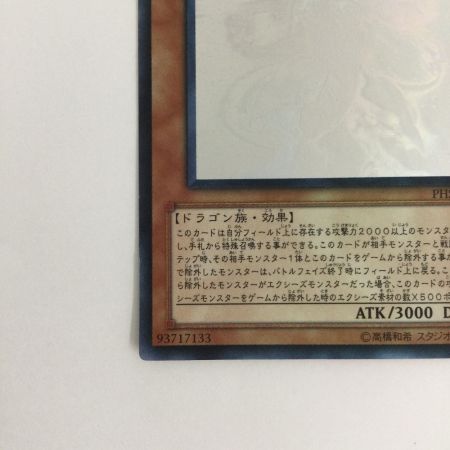 PH
【ドラゴン族・効果】
このカードは自分フィールド上に存在する攻撃力2000以上のモンスタ
し、手札から特殊召喚する事ができる。このカードが相手モンスターと戦
テップ時、その相手モンスター1体とこのカードをゲームから除外する事が
で除外したモンスターは、バトルフェイズ終了時にフィールド上に戻る。こ
ら除外したモンスターがエクシーズモンスターだった場合、このカードの
シーズモンスターをゲームから除外した時のエクシーズ素材の数×500ポ
ATK/3000 D
93717133
©高橋和希 スタジオ